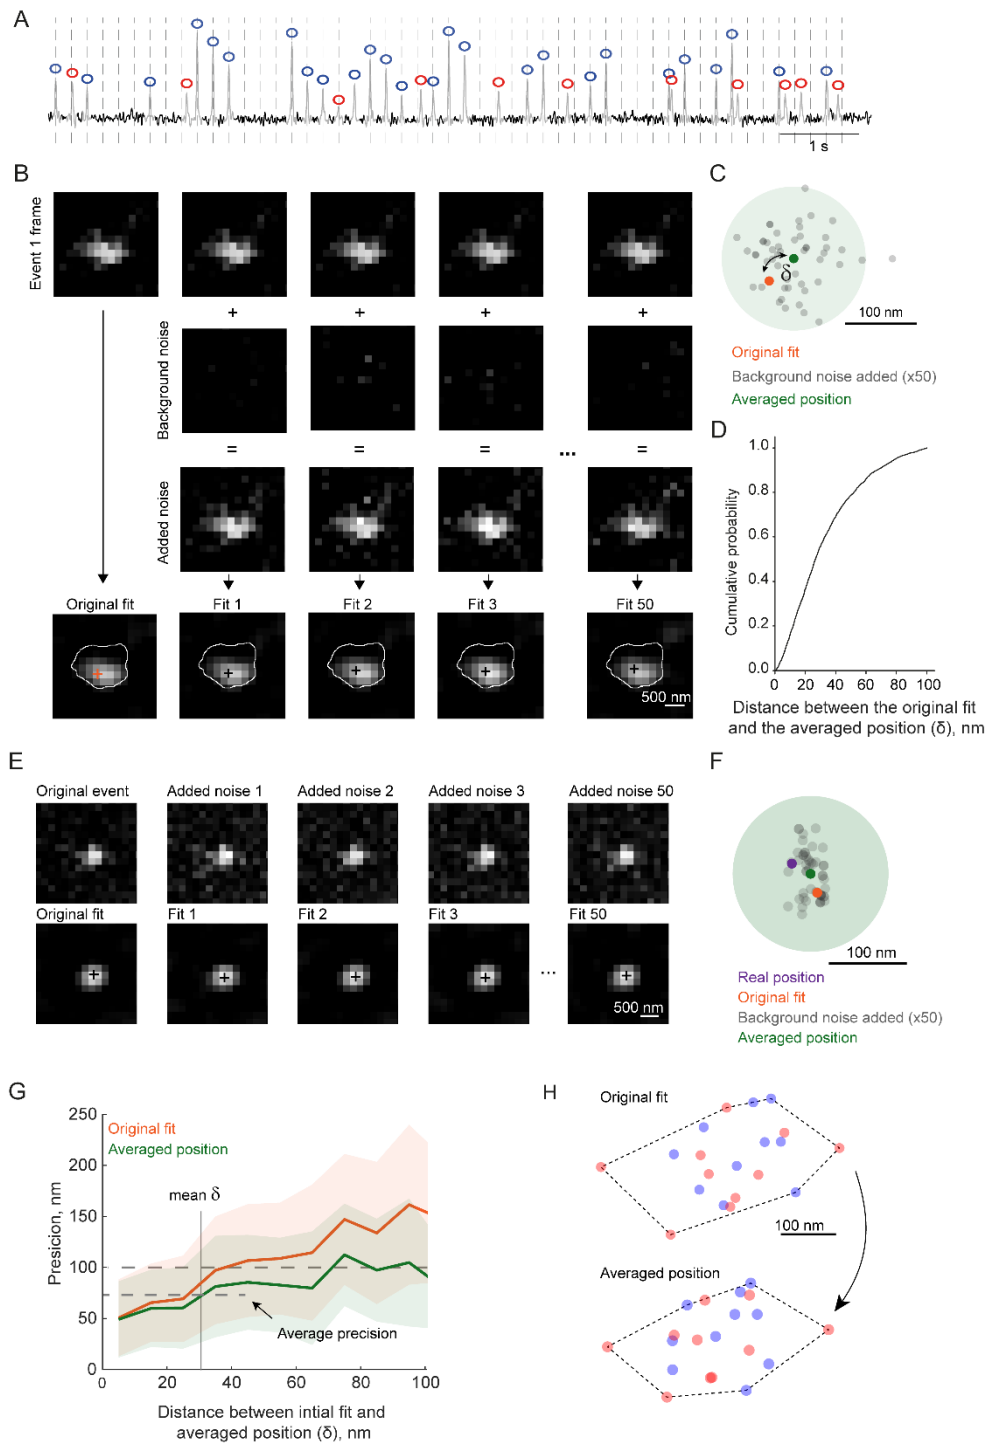 A
1 s
B
Event 1 frame
+ + + +
Background noise
= = = ... =
Added noise
Original fit Fit 1 Fit 2 Fit 3 Fit 50
500 nm
C
δ
100 nm
Original fit
Background noise added (x50)
Averaged position
D
Cumulative probability
1.0
0.8
0.6
0.4
0.2
0.0
0 20 40 60 80 100
Distance between the original fit
and the averaged position (δ), nm
E
Original event Added noise 1 Added noise 2 Added noise 3 Added noise 50
Original fit Fit 1 Fit 2 Fit 3 Fit 50
...
500 nm
F
100 nm
Real position
Original fit
Background noise added (x50)
Averaged position
G
Presicion, nm
250
200
150
100
50
0
Original fit
Averaged position
mean δ
Average precision
0 20 40 60 80 100
Distance between intial fit and
averaged position (δ), nm
H
Original fit
100 nm
Averaged position